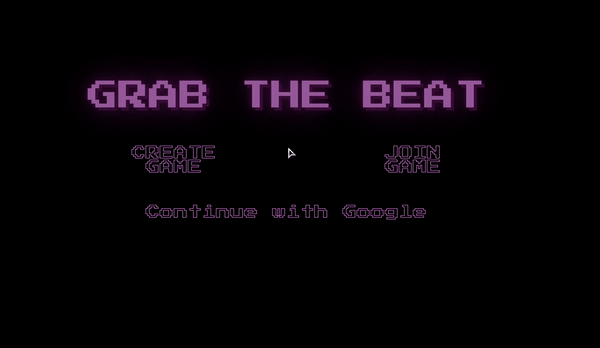 GRAB THE BEAT
CREATE
GAME
JOIN
GAME
Continue with Google